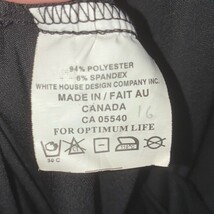 94% POLYESTER
6% SPANDEX
WHITE HOUSE DESIGN COMPANY INC.
MADE IN / FAIT AU
CANADA
CA 05540
16
FOR OPTIMUM LIFE
30 C